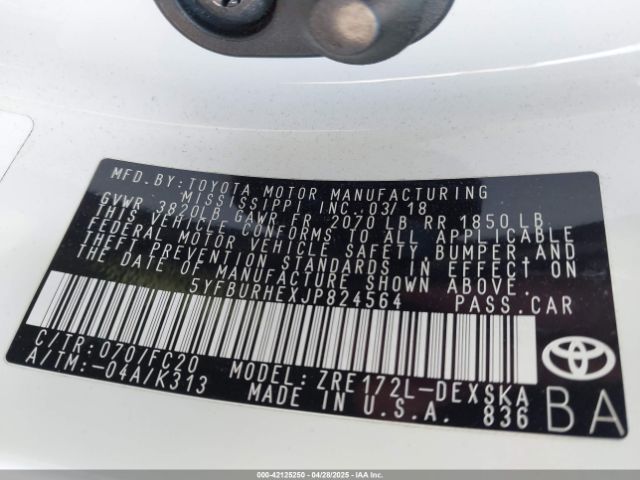 MFD. BY: TOYOTA MOTOR MANUFACTURING
MISSISSIPPI, INC. 03/18
GVWR 3820LB GAWR FR 2070 LB RR 1850 LB
THIS VEHICLE CONFORMS TO ALL APPLICABLE
FEDERAL MOTOR VEHICLE SAFETY, BUMPER, AND
THEFT PREVENTION STANDARDS IN EFFECT ON
THE DATE OF MANUFACTURE SHOWN ABOVE.
5YFBURHEXJP824564 PASS. CAR
C/TR: 070/FC20 MODEL: ZRE172L-DEXSKA
A/TM: -04A/K313 MADE IN U.S.A. 836
BA
000-42125250 - 04/28/2025 - IAAI.COM